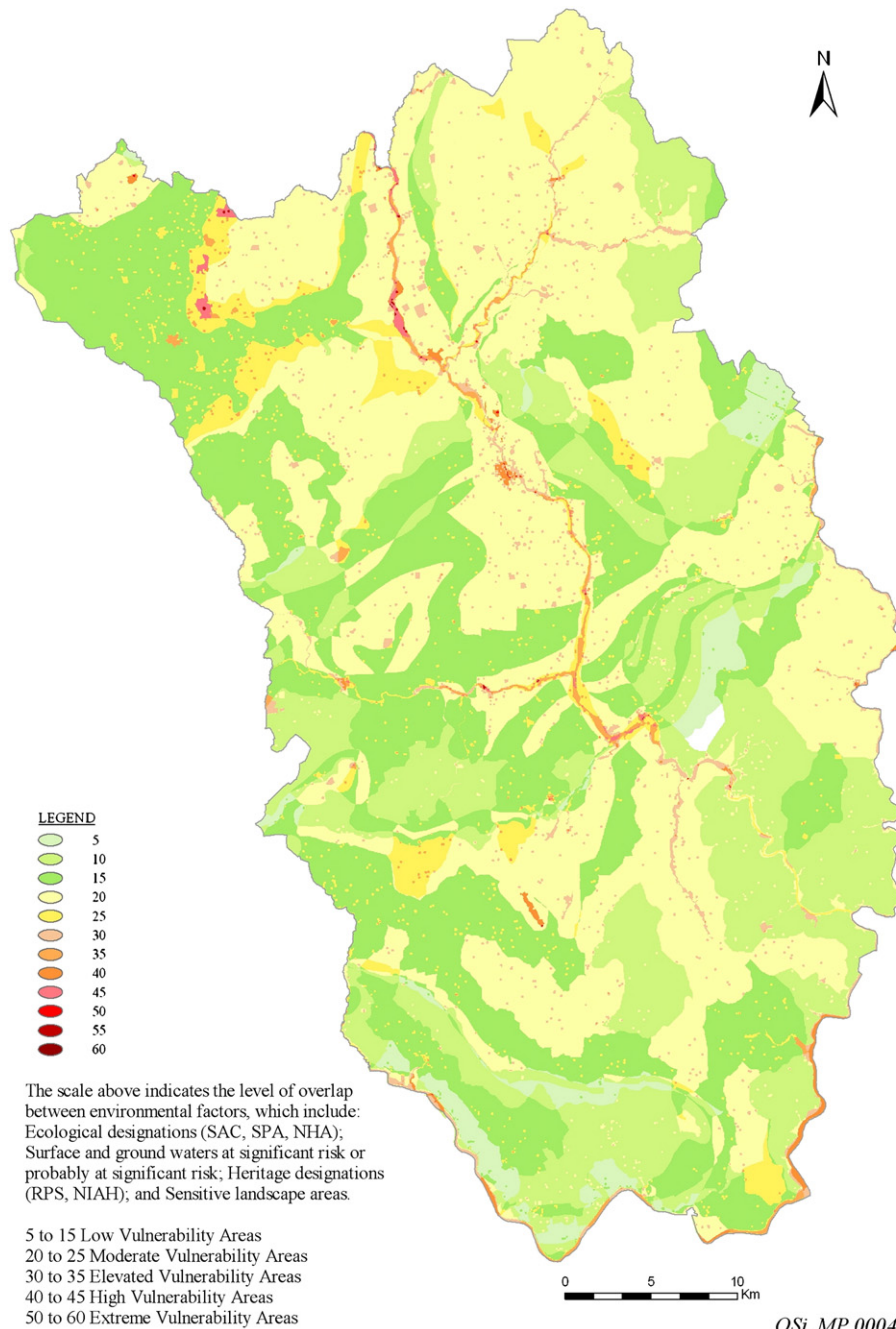 N
LEGEND
5
10
15
20
25
30
35
40
45
50
55
60
The scale above indicates the level of overlap
between environmental factors, which include:
Ecological designations (SAC, SPA, NHA);
Surface and ground waters at significant risk or
probably at significant risk; Heritage designations
(RPS, NIAH); and Sensitive landscape areas.
5 to 15 Low Vulnerability Areas
20 to 25 Moderate Vulnerability Areas
30 to 35 Elevated Vulnerability Areas
40 to 45 High Vulnerability Areas
50 to 60 Extreme Vulnerability Areas
0 5 10
Km
OSi MP 0004